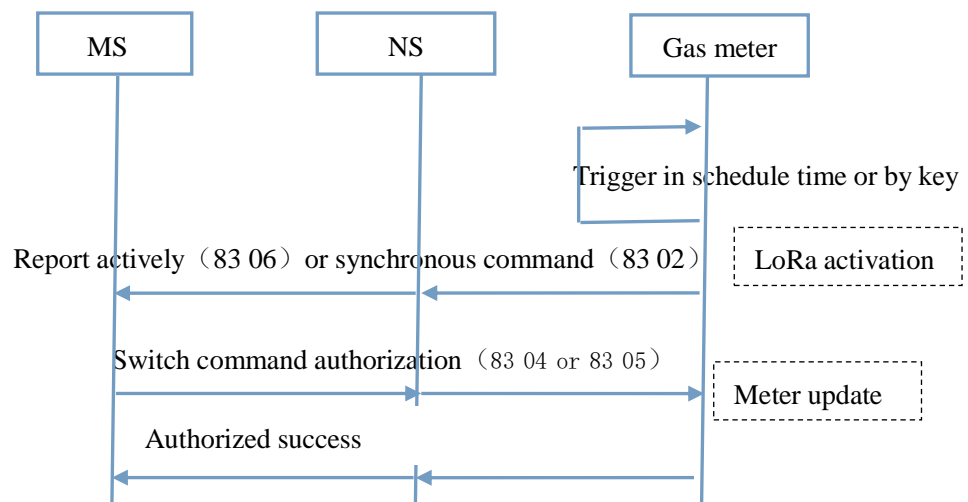 MS
NS
Gas meter
Trigger in schedule time or by key
Report actively（83 06）or synchronous command（83 02）
LoRa activation
Switch command authorization（83 04 or 83 05）
Meter update
Authorized success